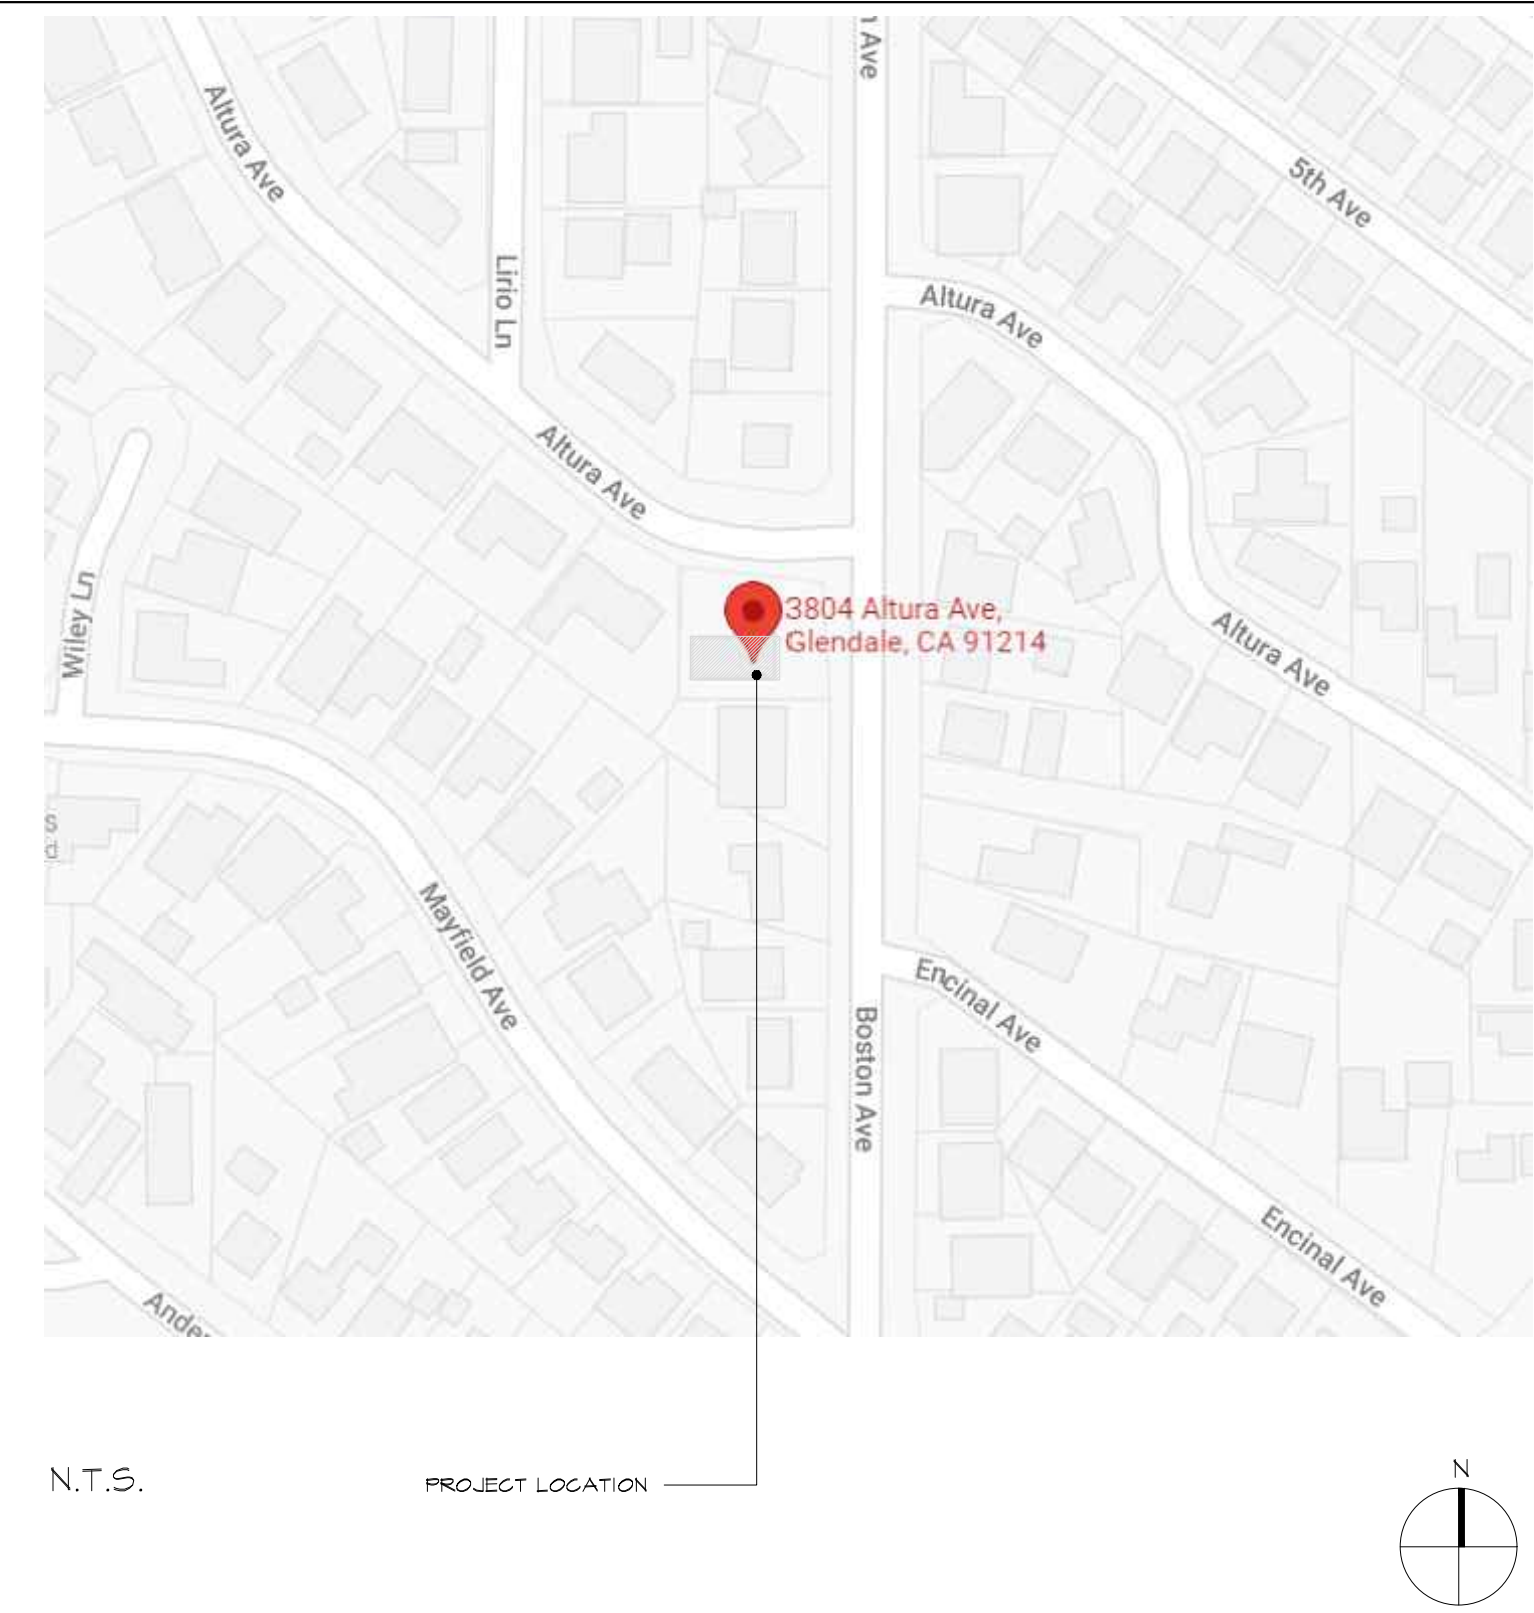 n Ave
Altura Ave
5th Ave
Lirio Ln
Altura Ave
Altura Ave
Wiley Ln
3804 Altura Ave,
Glendale, CA 91214
Altura Ave
s
d
Mayfield Ave
Encinal Ave
Boston Ave
Encinal Ave
Ander
N.T.S.
PROJECT LOCATION
N